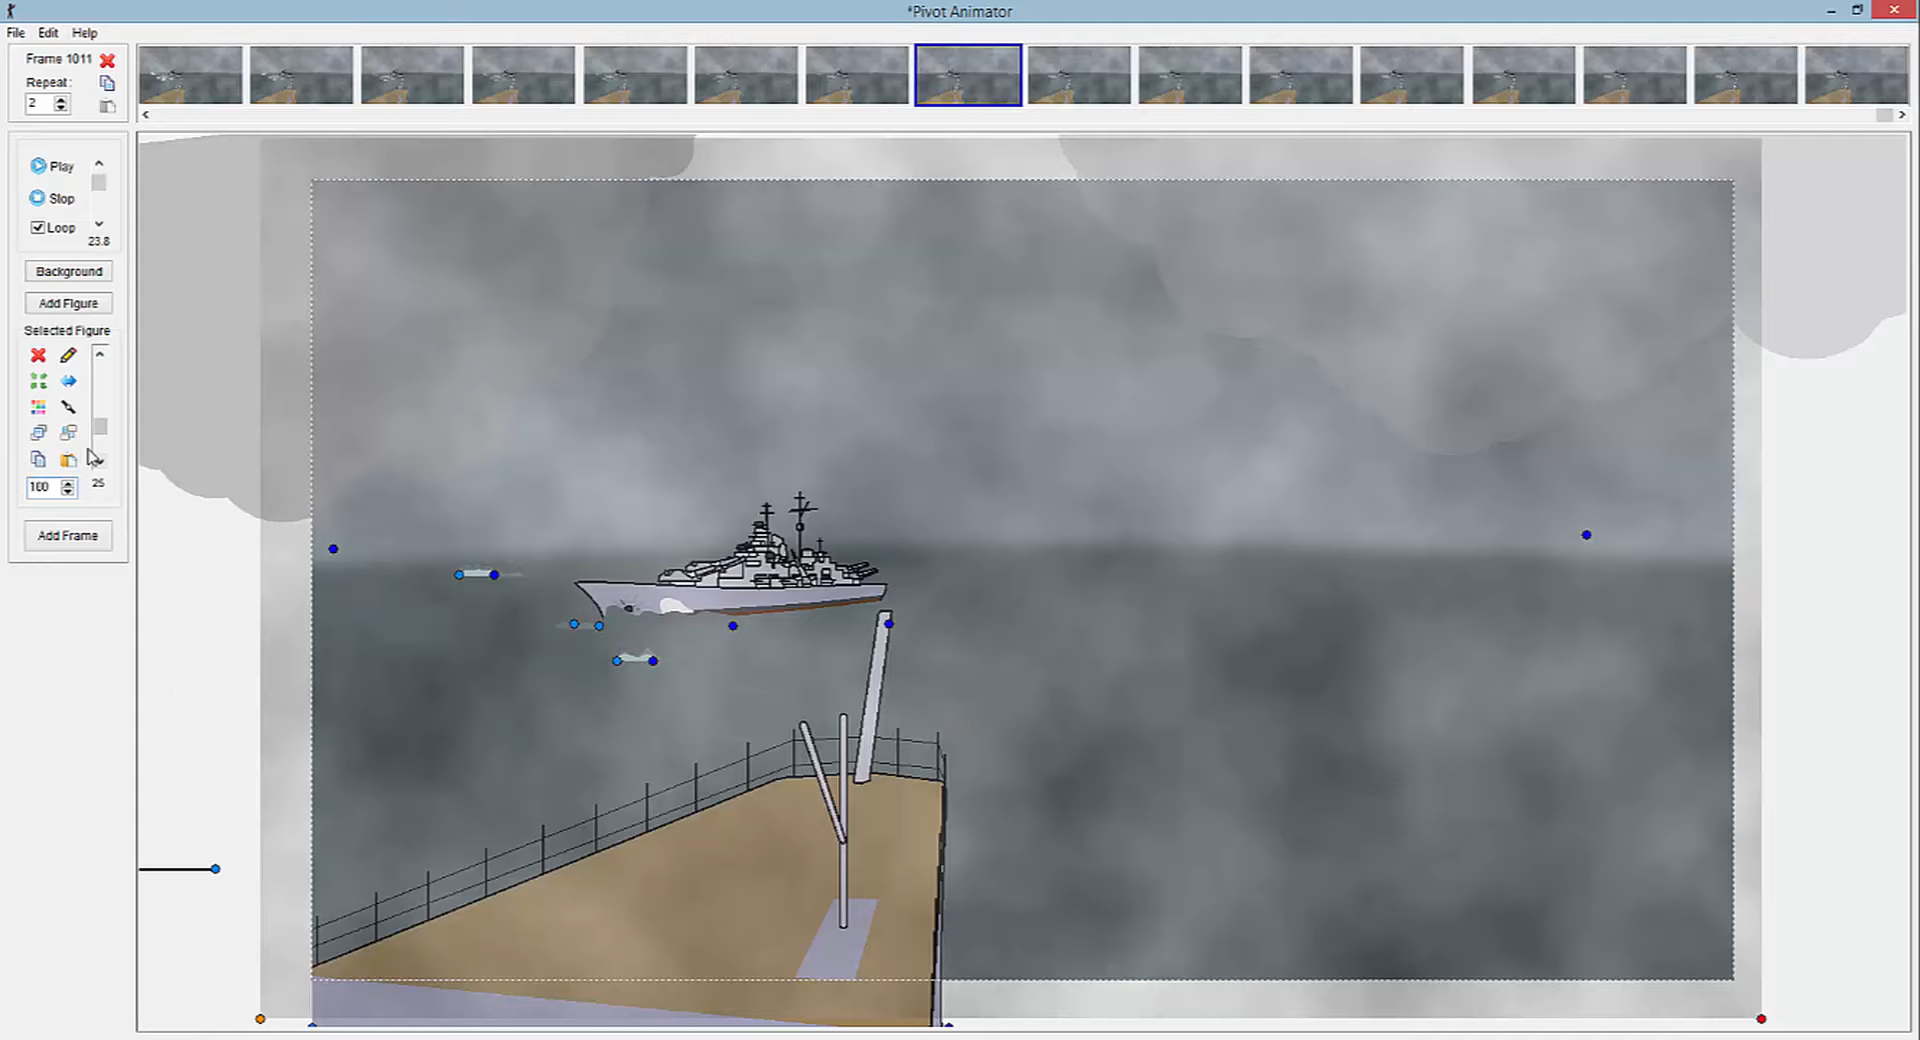 *Pivot Animator
File Edit Help
Frame 1011
Repeat:
2
Play
Stop
Loop
23.8
Background
Add Figure
Selected Figure
100
25
Add Frame